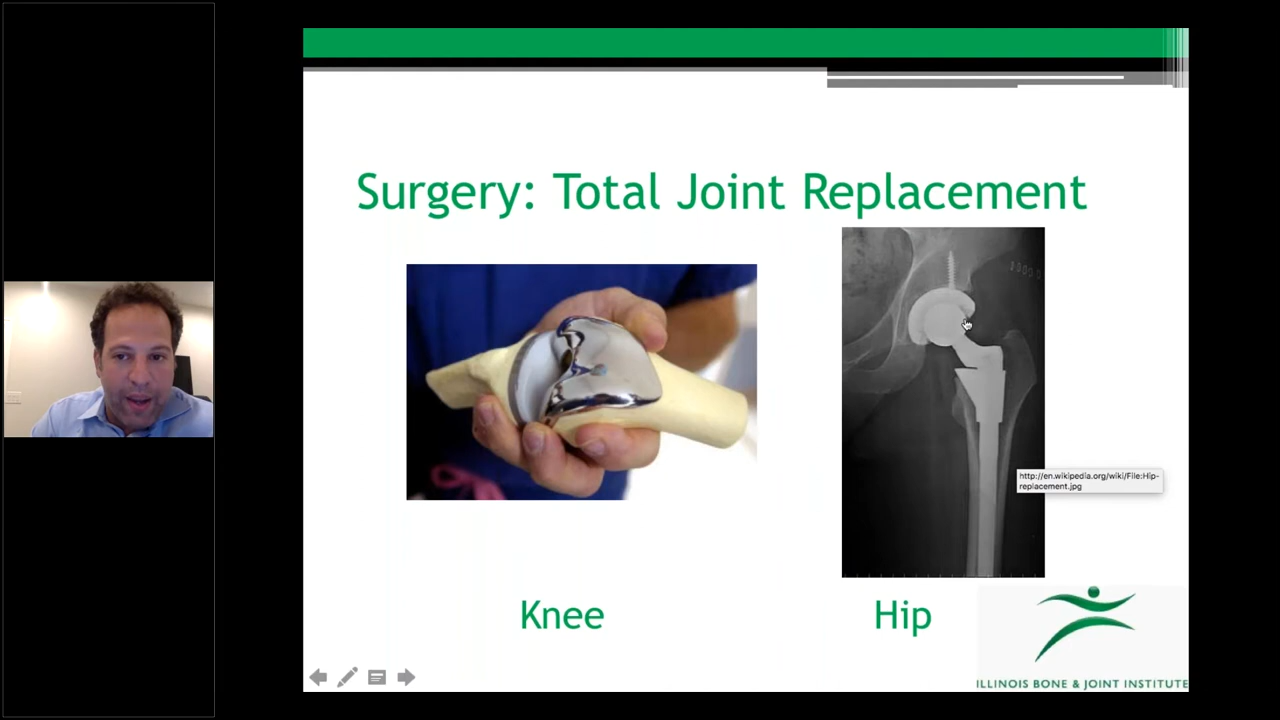 Surgery: Total Joint Replacement
http://en.wikipedia.org/wiki/File:Hip-
replacement.jpg
Knee
Hip
ILLINOIS BONE & JOINT INSTITUTE